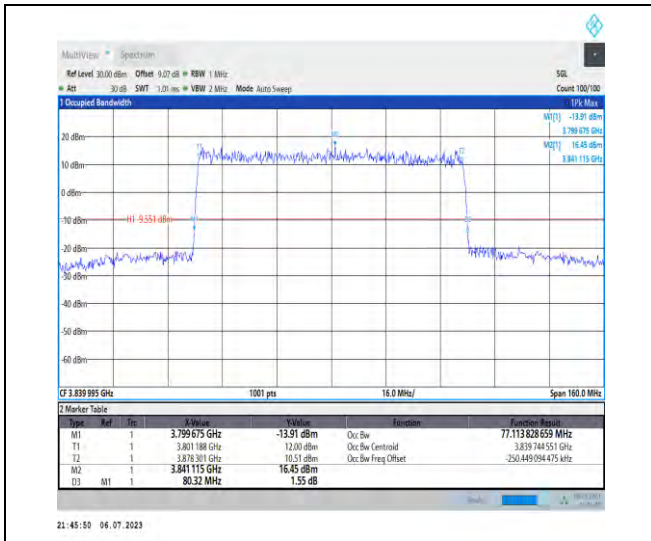 MultiView Spectrum
Ref Level 30.00 dBm Offset 9.07 dB RBW 1 MHz SGL
Att 30 dB SWT 1.01 ms VBW 2 MHz Mode Auto Sweep Count 100/100
1 Occupied Bandwidth 1Pk Max
M1[1] -13.91 dBm
3.799 675 GHz
M2[1] 16.45 dBm
3.841 115 GHz
20 dBm
10 dBm
0 dBm
-10 dBm
H1 -9.551 dBm
-20 dBm
-30 dBm
-40 dBm
-50 dBm
-60 dBm
CF 3.839 995 GHz 1001 pts 16.0 MHz/ Span 160.0 MHz
2 Marker Table
Type Ref Trc X-Value Y-Value Function Function Result
M1 1 3.799 675 GHz -13.91 dBm Occ Bw 77.113 828 659 MHz
T1 1 3.801 188 GHz 12.00 dBm Occ Bw Centroid 3.839 744 551 GHz
T2 1 3.878 301 GHz 10.51 dBm Occ Bw Freq Offset -250.449 094 475 kHz
M2 1 3.841 115 GHz 16.45 dBm
D3 M1 1 80.32 MHz 1.55 dB
21:45:50 06.07.2023